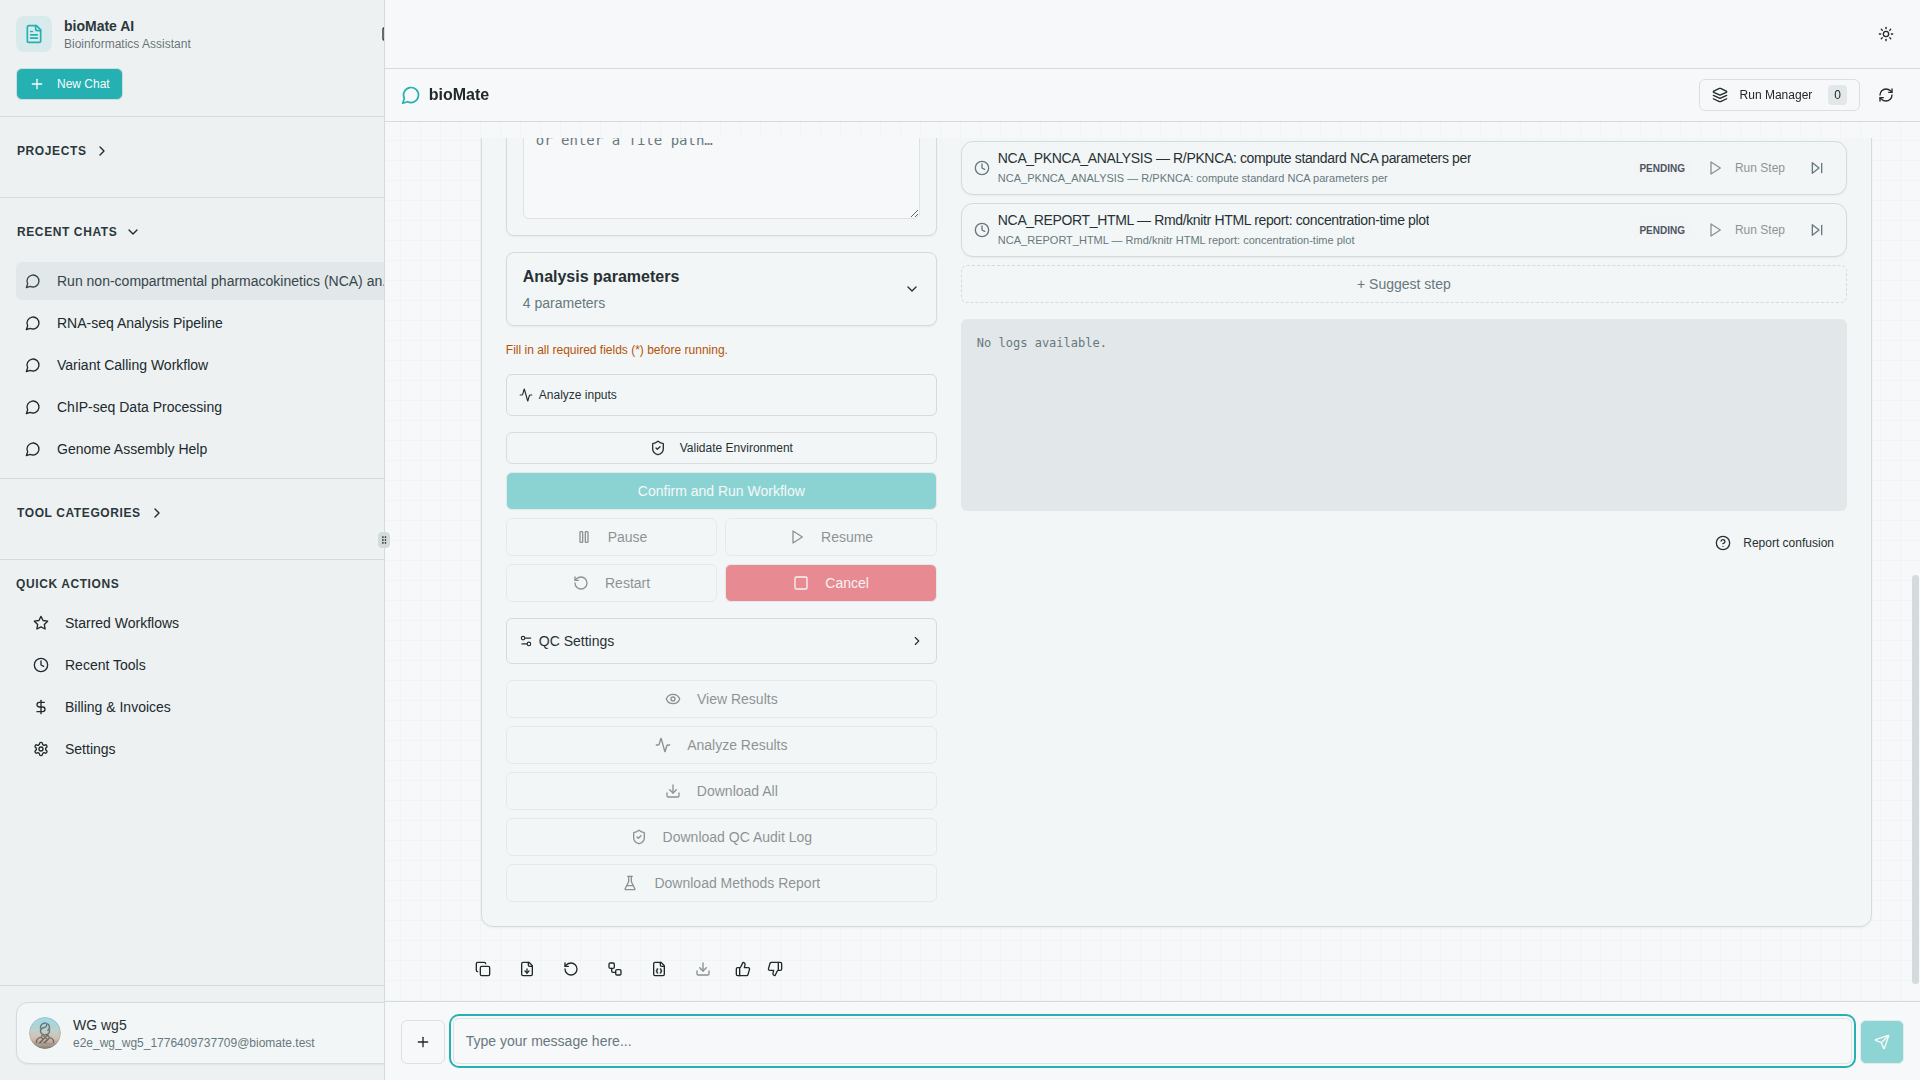 bioMate AI
Bioinformatics Assistant
New Chat
PROJECTS
RECENT CHATS
Run non-compartmental pharmacokinetics (NCA) an...
RNA-seq Analysis Pipeline
Variant Calling Workflow
ChIP-seq Data Processing
Genome Assembly Help
TOOL CATEGORIES
QUICK ACTIONS
Starred Workflows
Recent Tools
Billing & Invoices
Settings
WG wg5
e2e_wg_wg5_1776409737709@biomate.test
bioMate
Run Manager 0
or enter a file path…
Analysis parameters
4 parameters
Fill in all required fields (*) before running.
Analyze inputs
Validate Environment
Confirm and Run Workflow
Pause
Resume
Restart
Cancel
QC Settings
View Results
Analyze Results
Download All
Download QC Audit Log
Download Methods Report
NCA_PKNCA_ANALYSIS — R/PKNCA: compute standard NCA parameters per
NCA_PKNCA_ANALYSIS — R/PKNCA: compute standard NCA parameters per
PENDING
Run Step
NCA_REPORT_HTML — Rmd/knitr HTML report: concentration-time plot
NCA_REPORT_HTML — Rmd/knitr HTML report: concentration-time plot
PENDING
Run Step
+ Suggest step
No logs available.
Report confusion
Type your message here...